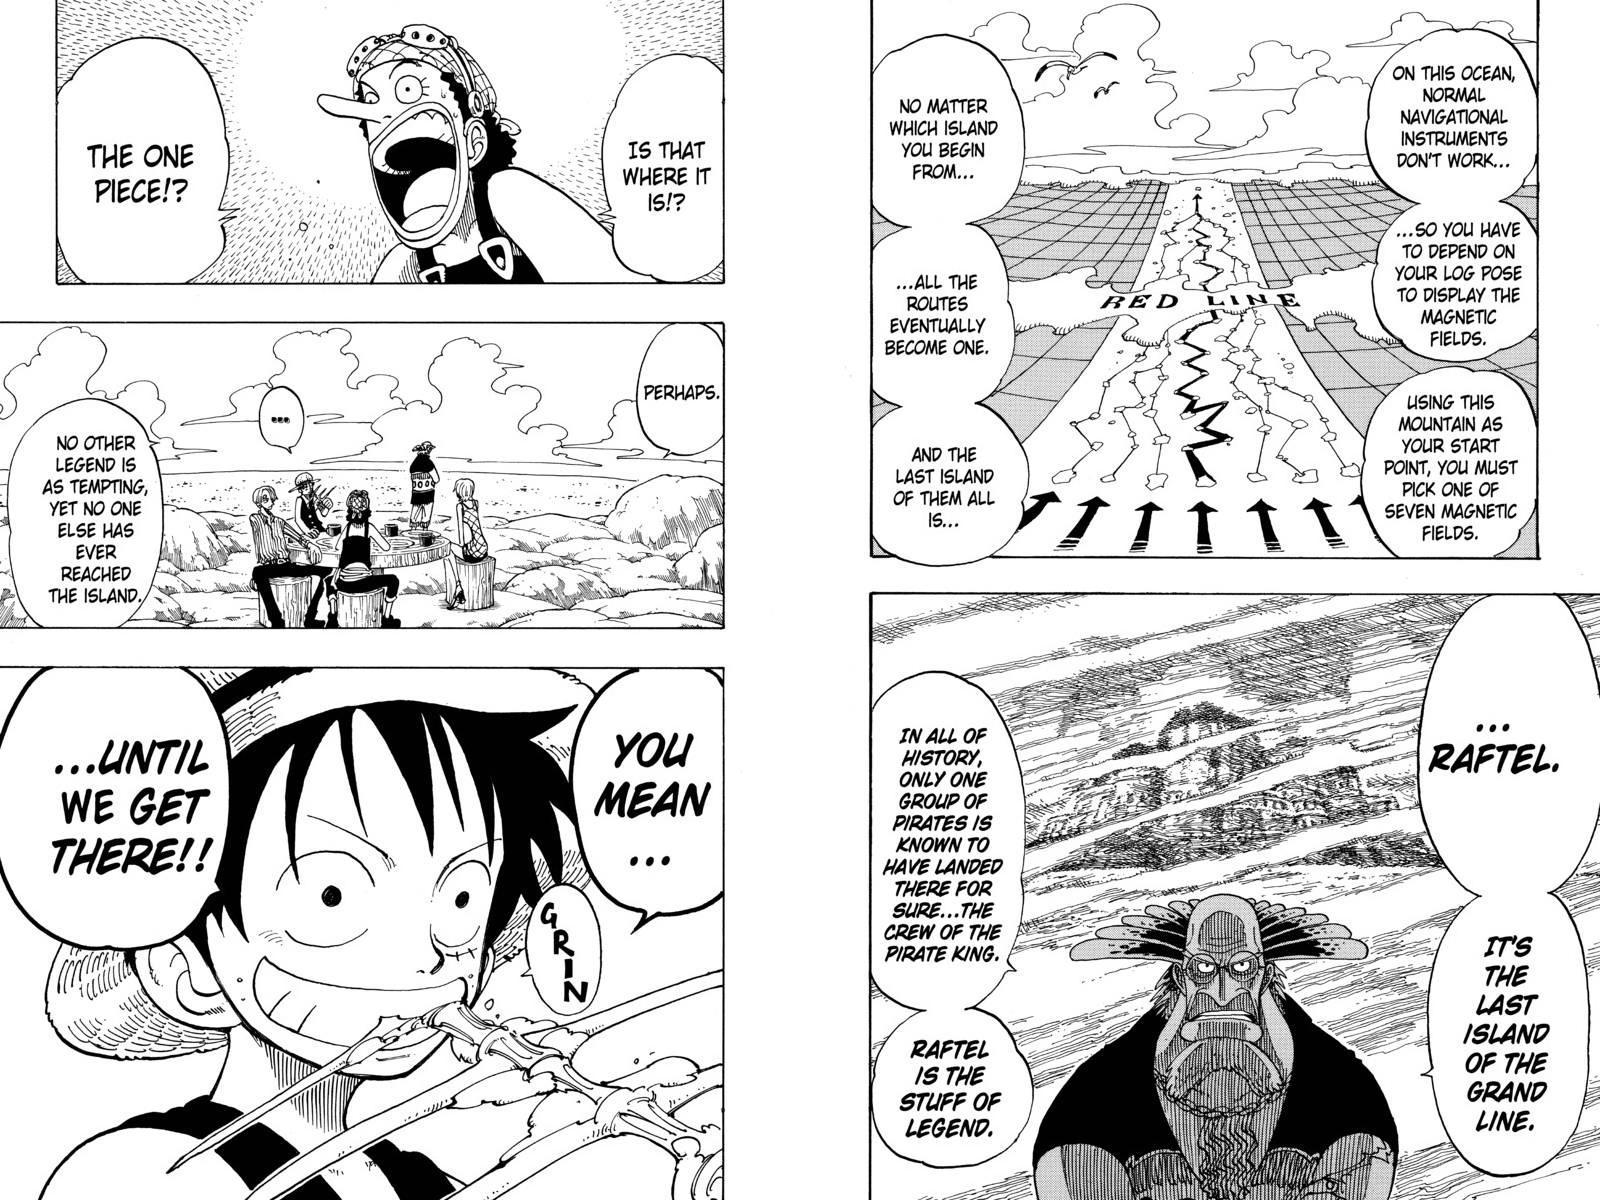 ON THIS OCEAN,
NORMAL
NAVIGATIONAL
INSTRUMENTS
DON'T WORK...
...SO YOU HAVE
TO DEPEND ON
YOUR LOG POSE
TO DISPLAY THE
MAGNETIC
FIELDS.
USING THIS
MOUNTAIN AS
YOUR START
POINT, YOU MUST
PICK ONE OF
SEVEN MAGNETIC
FIELDS.
RED LINE
NO MATTER
WHICH ISLAND
YOU BEGIN
FROM...
...ALL THE
ROUTES
EVENTUALLY
BECOME ONE.
AND THE
LAST ISLAND
OF THEM ALL
IS...
...
RAFTEL.
IT'S
THE
LAST
ISLAND
OF THE
GRAND
LINE.
IN ALL OF
HISTORY,
ONLY ONE
GROUP OF
PIRATES IS
KNOWN TO
HAVE LANDED
THERE FOR
SURE...THE
CREW OF THE
PIRATE KING.
RAFTEL
IS THE
STUFF OF
LEGEND.
IS THAT
WHERE IT
IS!?
THE ONE
PIECE!?
PERHAPS.
...
NO OTHER
LEGEND IS
AS TEMPTING,
YET NO ONE
ELSE HAS
EVER
REACHED
THE ISLAND.
YOU
MEAN
...
GRIN
...UNTIL
WE GET
THERE!!